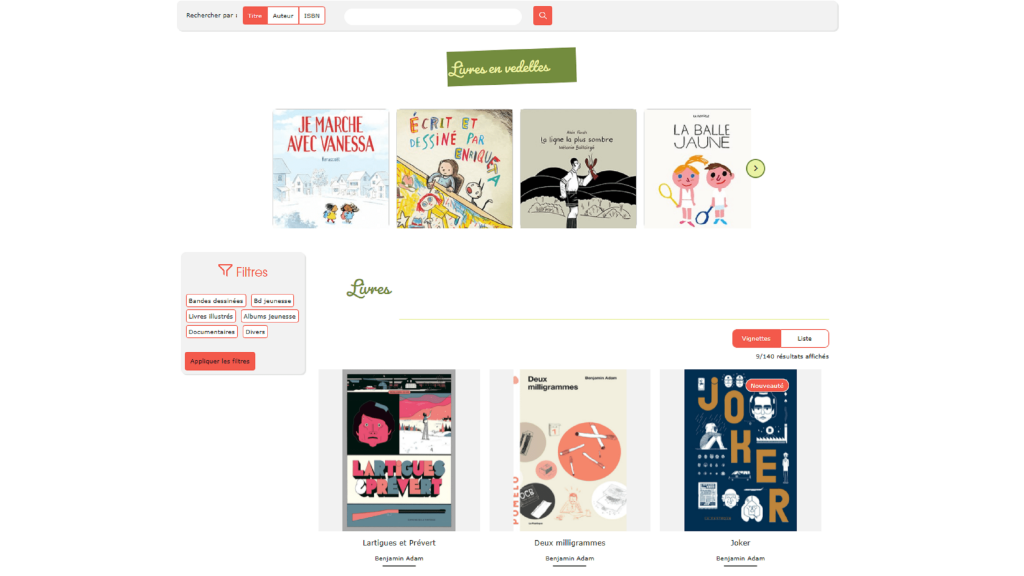 Rechercher par :
Titre
Auteur
ISBN
Livres en vedettes
JE MARCHE
AVEC VANESSA
ÉCRIT ET
DESSINÉ PAR
ENRIQUETA
la ligne la plus sombre
LA BALLE
JAUNE
Filtres
Bandes dessinées
Bd jeunesse
Livres illustrés
Albums jeunesse
Documentaires
Divers
Appliquer les filtres
Livres
Vignettes
Liste
9/140 résultats affichés
LARTIGUES
& PRÉVERT
Deux
milligrammes
Benjamin Adam
OCB
Nouveauté
JOKER
Lartigues et Prévert
Benjamin Adam
Deux milligrammes
Benjamin Adam
Joker
Benjamin Adam